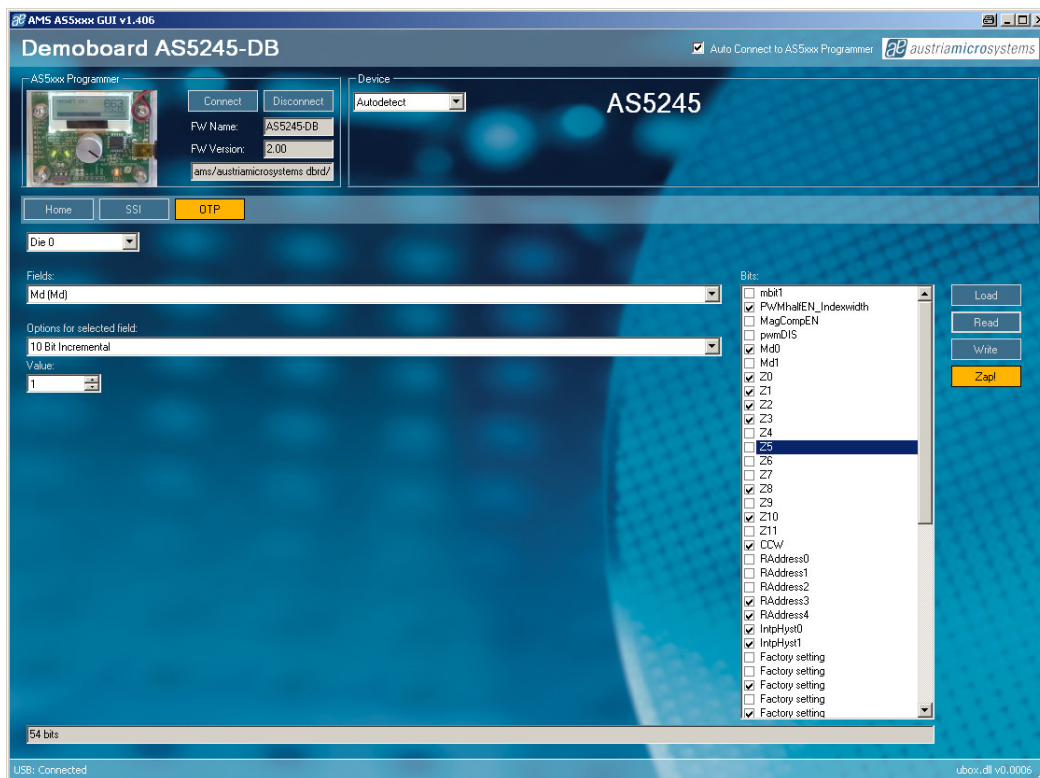 AMS AS5xxx GUI v1.406
Demoboard AS5245-DB
Auto Connect to AS5xxx Programmer
austriamicrosystems
AS5xxx Programmer
Connect
Disconnect
FW Name:
AS5245-DB
FW Version:
2.00
ams/austriamicrosystems dbrd/
Device
Autodetect
AS5245
Home
SSI
OTP
Die 0
Fields:
Md (Md)
Options for selected field:
10 Bit Incremental
Value:
1
Bits:
mbit1
PWMhalfEN_Indexwidth
MagCompEN
pwmDIS
Md0
Md1
Z0
Z1
Z2
Z3
Z4
Z5
Z6
Z7
Z8
Z9
Z10
Z11
CCW
RAddress0
RAddress1
RAddress2
RAddress3
RAddress4
IntpHyst0
IntpHyst1
Factory setting
Factory setting
Factory setting
Factory setting
Factory setting
Load
Read
Write
Zap!
54 bits
USB: Connected
ubox.dll v0.0006